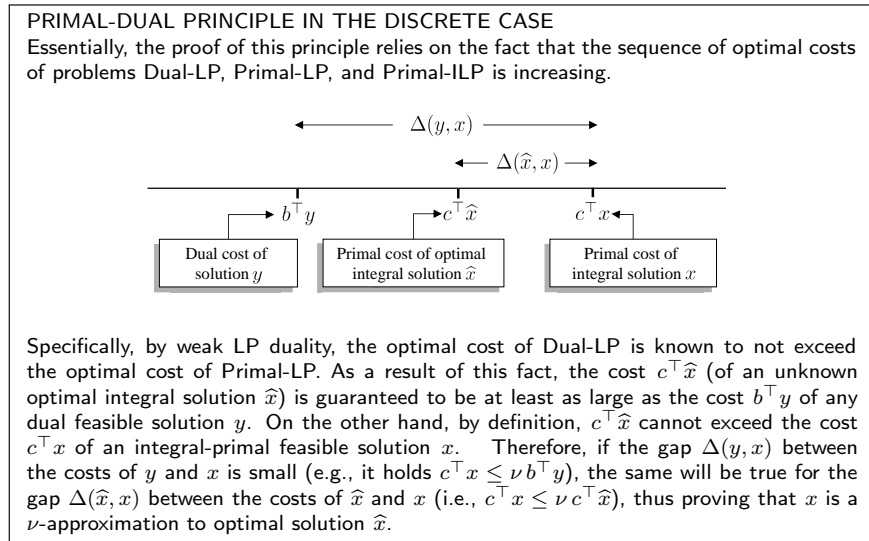 PRIMAL-DUAL PRINCIPLE IN THE DISCRETE CASE
Essentially, the proof of this principle relies on the fact that the sequence of optimal costs
of problems Dual-LP, Primal-LP, and Primal-ILP is increasing.
Δ(y, x)
Δ(x̂, x)
b⊤y c⊤x̂ c⊤x
Dual cost of
solution y
Primal cost of optimal
integral solution x̂
Primal cost of
integral solution x
Specifically, by weak LP duality, the optimal cost of Dual-LP is known to not exceed
the optimal cost of Primal-LP. As a result of this fact, the cost c⊤x̂ (of an unknown
optimal integral solution x̂) is guaranteed to be at least as large as the cost b⊤y of any
dual feasible solution y. On the other hand, by definition, c⊤x̂ cannot exceed the cost
c⊤x of an integral-primal feasible solution x. Therefore, if the gap Δ(y, x) between
the costs of y and x is small (e.g., it holds c⊤x ≤ ν b⊤y), the same will be true for the
gap Δ(x̂, x) between the costs of x̂ and x (i.e., c⊤x ≤ ν c⊤x̂), thus proving that x is a
ν-approximation to optimal solution x̂.